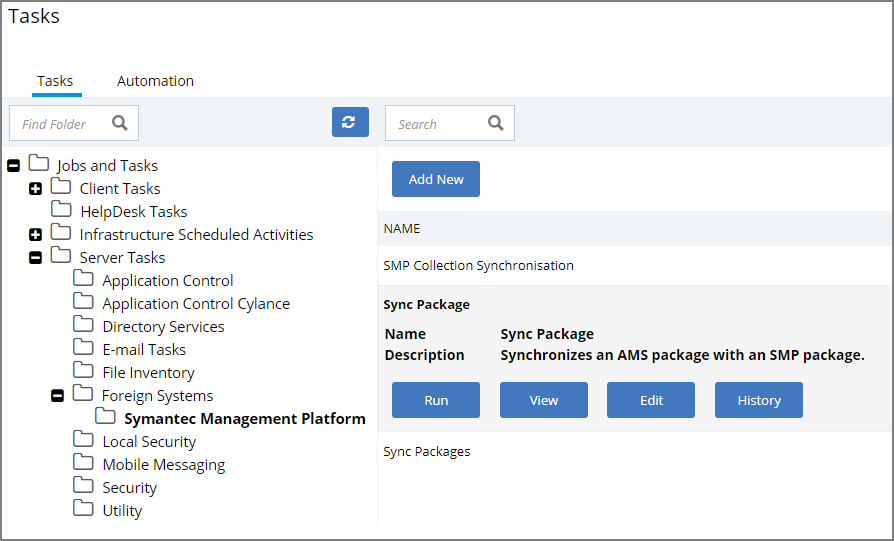 Tasks
Tasks Automation
Find Folder
Search
Jobs and Tasks
Client Tasks
HelpDesk Tasks
Infrastructure Scheduled Activities
Server Tasks
Application Control
Application Control Cylance
Directory Services
E-mail Tasks
File Inventory
Foreign Systems
Symantec Management Platform
Local Security
Mobile Messaging
Security
Utility
Add New
NAME
SMP Collection Synchronisation
Sync Package
Name Sync Package
Description Synchronizes an AMS package with an SMP package.
Run View Edit History
Sync Packages